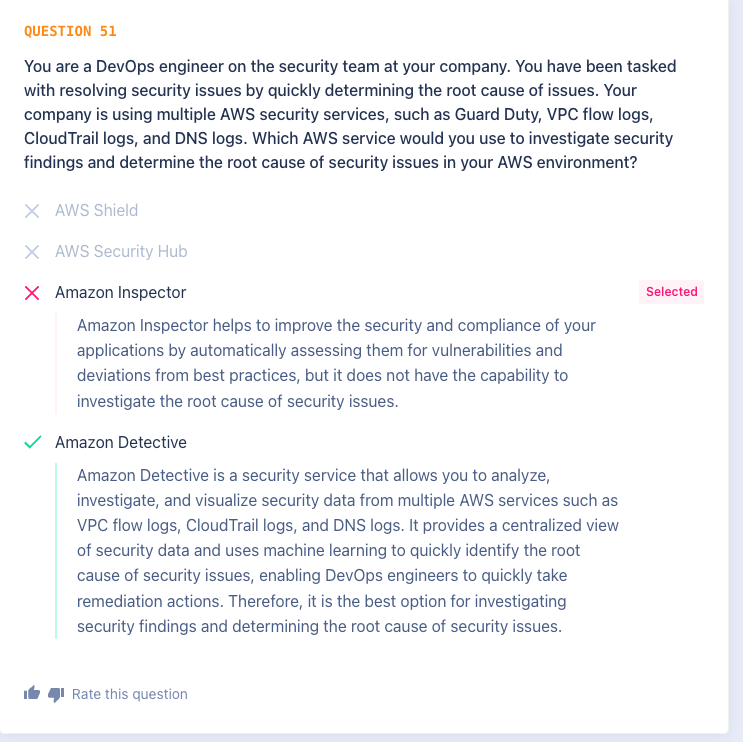 QUESTION 51
You are a DevOps engineer on the security team at your company. You have been tasked
with resolving security issues by quickly determining the root cause of issues. Your
company is using multiple AWS security services, such as Guard Duty, VPC flow logs,
CloudTrail logs, and DNS logs. Which AWS service would you use to investigate security
findings and determine the root cause of security issues in your AWS environment?
AWS Shield
AWS Security Hub
Amazon Inspector
Selected
Amazon Inspector helps to improve the security and compliance of your
applications by automatically assessing them for vulnerabilities and
deviations from best practices, but it does not have the capability to
investigate the root cause of security issues.
Amazon Detective
Amazon Detective is a security service that allows you to analyze,
investigate, and visualize security data from multiple AWS services such as
VPC flow logs, CloudTrail logs, and DNS logs. It provides a centralized view
of security data and uses machine learning to quickly identify the root
cause of security issues, enabling DevOps engineers to quickly take
remediation actions. Therefore, it is the best option for investigating
security findings and determining the root cause of security issues.
Rate this question